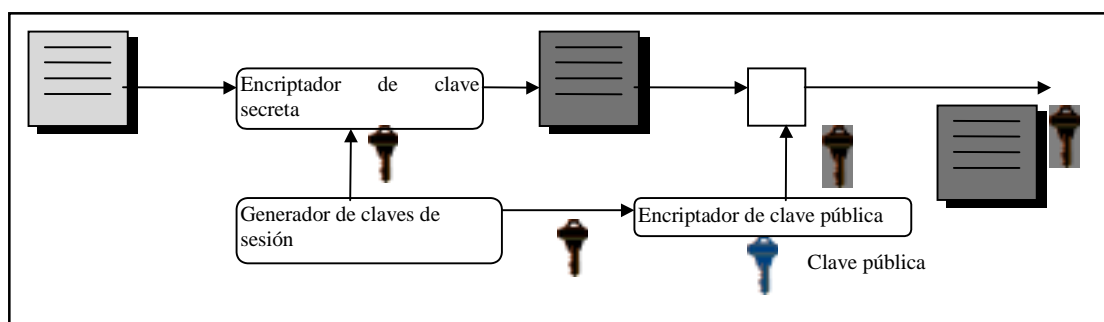 Encriptador de clave
secreta
Generador de claves de
sesión
Encriptador de clave pública
Clave pública